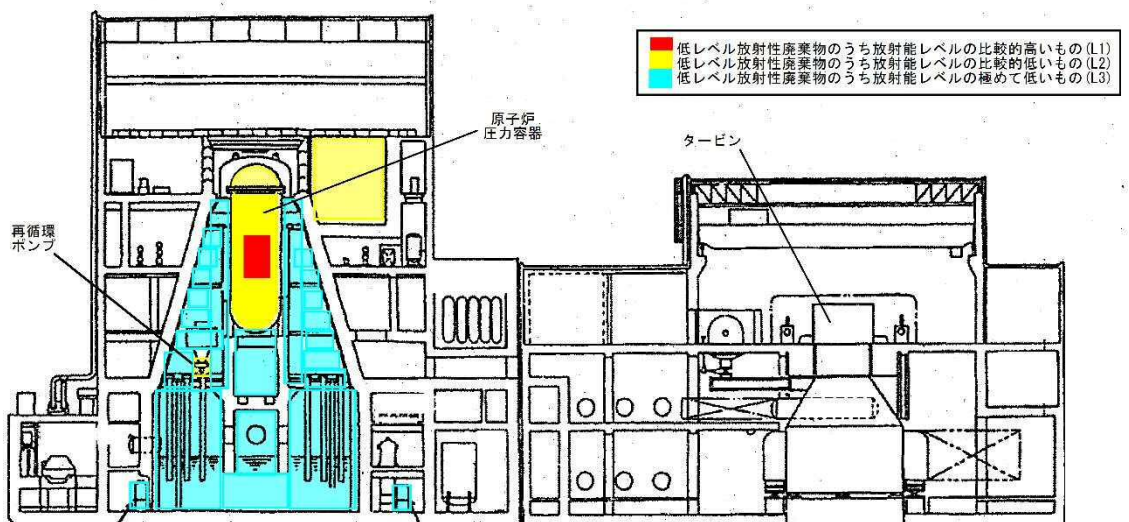 低レベル放射性廃棄物のうち放射能レベルの比較的高いもの(L1)
低レベル放射性廃棄物のうち放射能レベルの比較的低いもの(L2)
低レベル放射性廃棄物のうち放射能レベルの極めて低いもの(L3)
原子炉
圧力容器
タービン
再循環
ポンプ